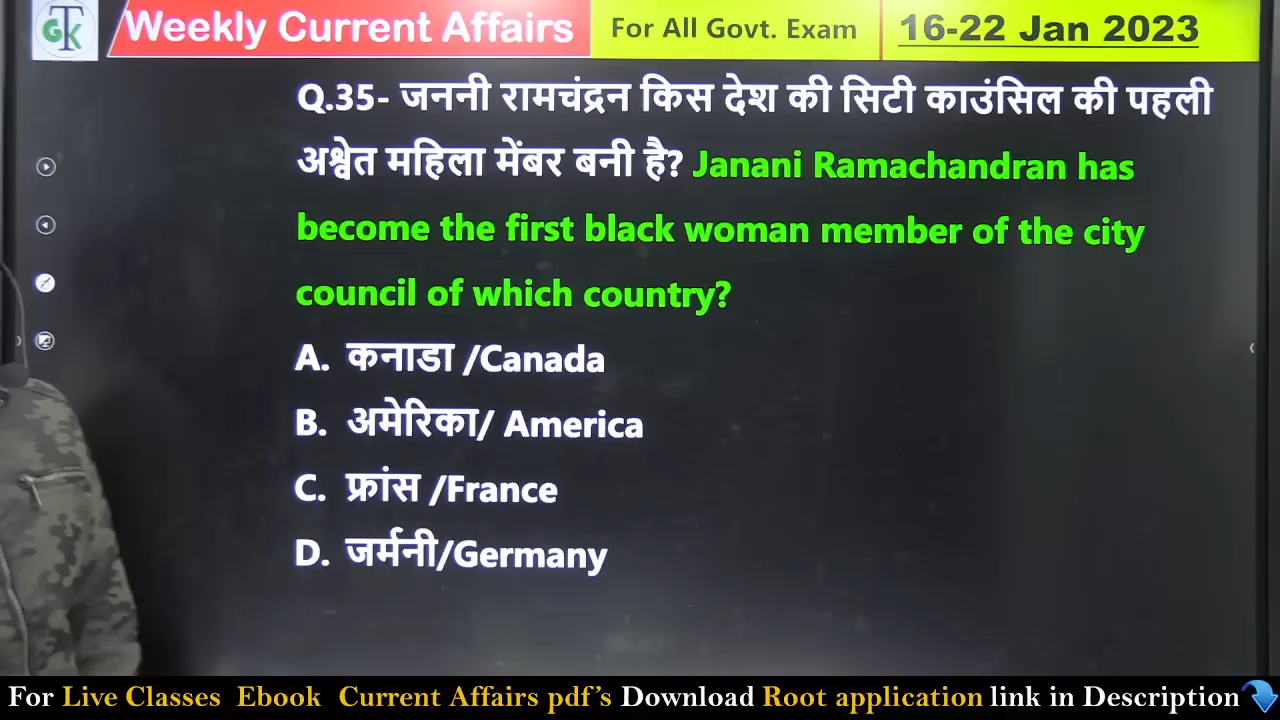 GTK
Weekly Current Affairs
For All Govt. Exam
16-22 Jan 2023
Q.35- जननी रामचंद्रन किस देश की सिटी काउंसिल की पहली
अश्वेत महिला मेंबर बनी है? Janani Ramachandran has
become the first black woman member of the city
council of which country?
A. कनाडा /Canada
B. अमेरिका/ America
C. फ्रांस /France
D. जर्मनी/Germany
For Live Classes Ebook Current Affairs pdf's Download Root application link in Description